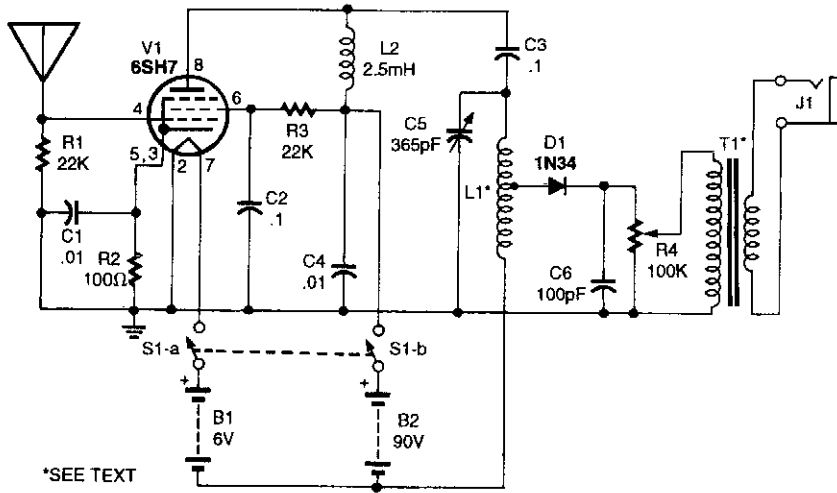 V1
6SH7
8
4
6
5,3
2
7
R1
22K
C1
.01
R2
100Ω
C2
.1
R3
22K
L2
2.5mH
C4
.01
C3
.1
C5
365pF
L1*
D1
1N34
C6
100pF
R4
100K
T1*
J1
S1-a
S1-b
+
B1
6V
+
B2
90V
*SEE TEXT